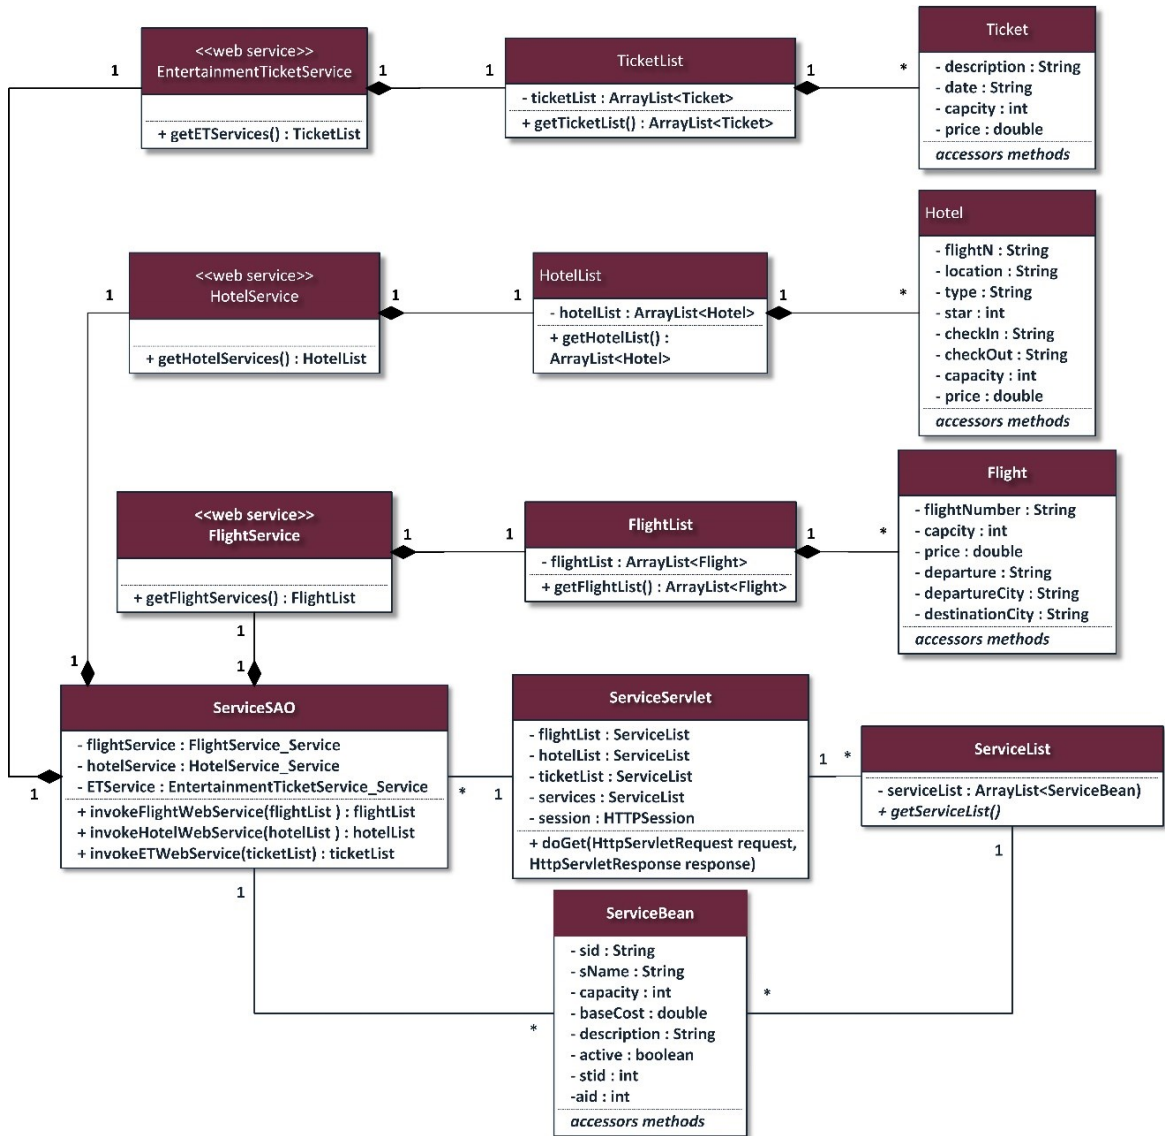 <<web service>>
EntertainmentTicketService
+ getETServices() : TicketList
1
1
1
TicketList
- ticketList : ArrayList<Ticket>
+ getTicketList() : ArrayList<Ticket>
1
*
Ticket
- description : String
- date : String
- capcity : int
- price : double
accessors methods
<<web service>>
HotelService
+ getHotelServices() : HotelList
1
1
1
HotelList
- hotelList : ArrayList<Hotel>
+ getHotelList() :
ArrayList<Hotel>
1
*
Hotel
- flightN : String
- location : String
- type : String
- star : int
- checkIn : String
- checkOut : String
- capacity : int
- price : double
accessors methods
<<web service>>
FlightService
+ getFlightServices() : FlightList
1
1
FlightList
- flightList : ArrayList<Flight>
+ getFlightList() : ArrayList<Flight>
1
*
Flight
- flightNumber : String
- capcity : int
- price : double
- departure : String
- departureCity : String
- destinationCity : String
accessors methods
1
1
1
1
ServiceSAO
- flightService : FlightService_Service
- hotelService : HotelService_Service
- ETService : EntertainmentTicketService_Service
+ invokeFlightWebService(flightList ) : flightList
+ invokeHotelWebService(hotelList ) : hotelList
+ invokeETWebService(ticketList) : ticketList
*
1
ServiceServlet
- flightList : ServiceList
- hotelList : ServiceList
- ticketList : ServiceList
- services : ServiceList
- session : HTTPSession
+ doGet(HttpServletRequest request,
HttpServletResponse response)
1
*
ServiceList
- serviceList : ArrayList<ServiceBean)
+ getServiceList()
1
1
ServiceBean
- sid : String
- sName : String
- capacity : int
- baseCost : double
- description : String
- active : boolean
- stid : int
-aid : int
accessors methods
*
*